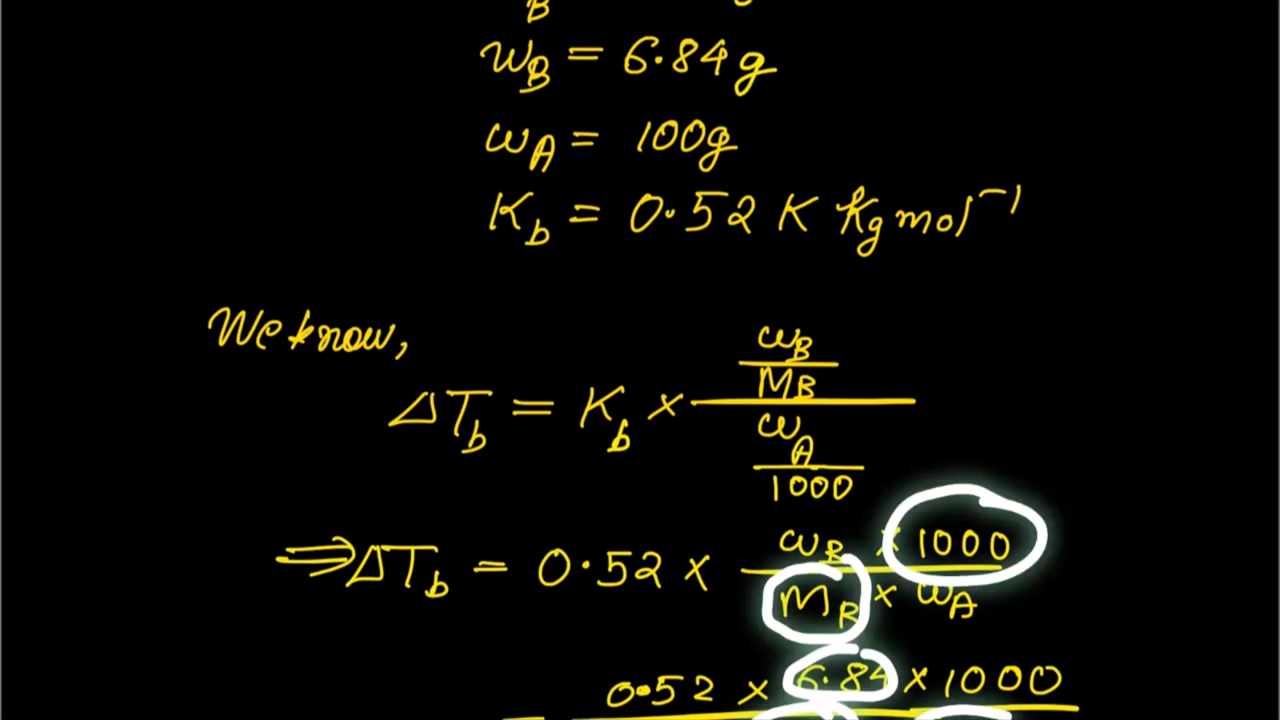 B
w_B = 6.84 g
w_A = 100g
K_b = 0.52 K Kg mol⁻¹
We know,
ΔT_b = K_b × (w_B / M_B) / (w_A / 1000)
⇒ ΔT_b = 0.52 × (w_B × 1000) / (M_B × w_A)
0.52 × 6.84 × 1000